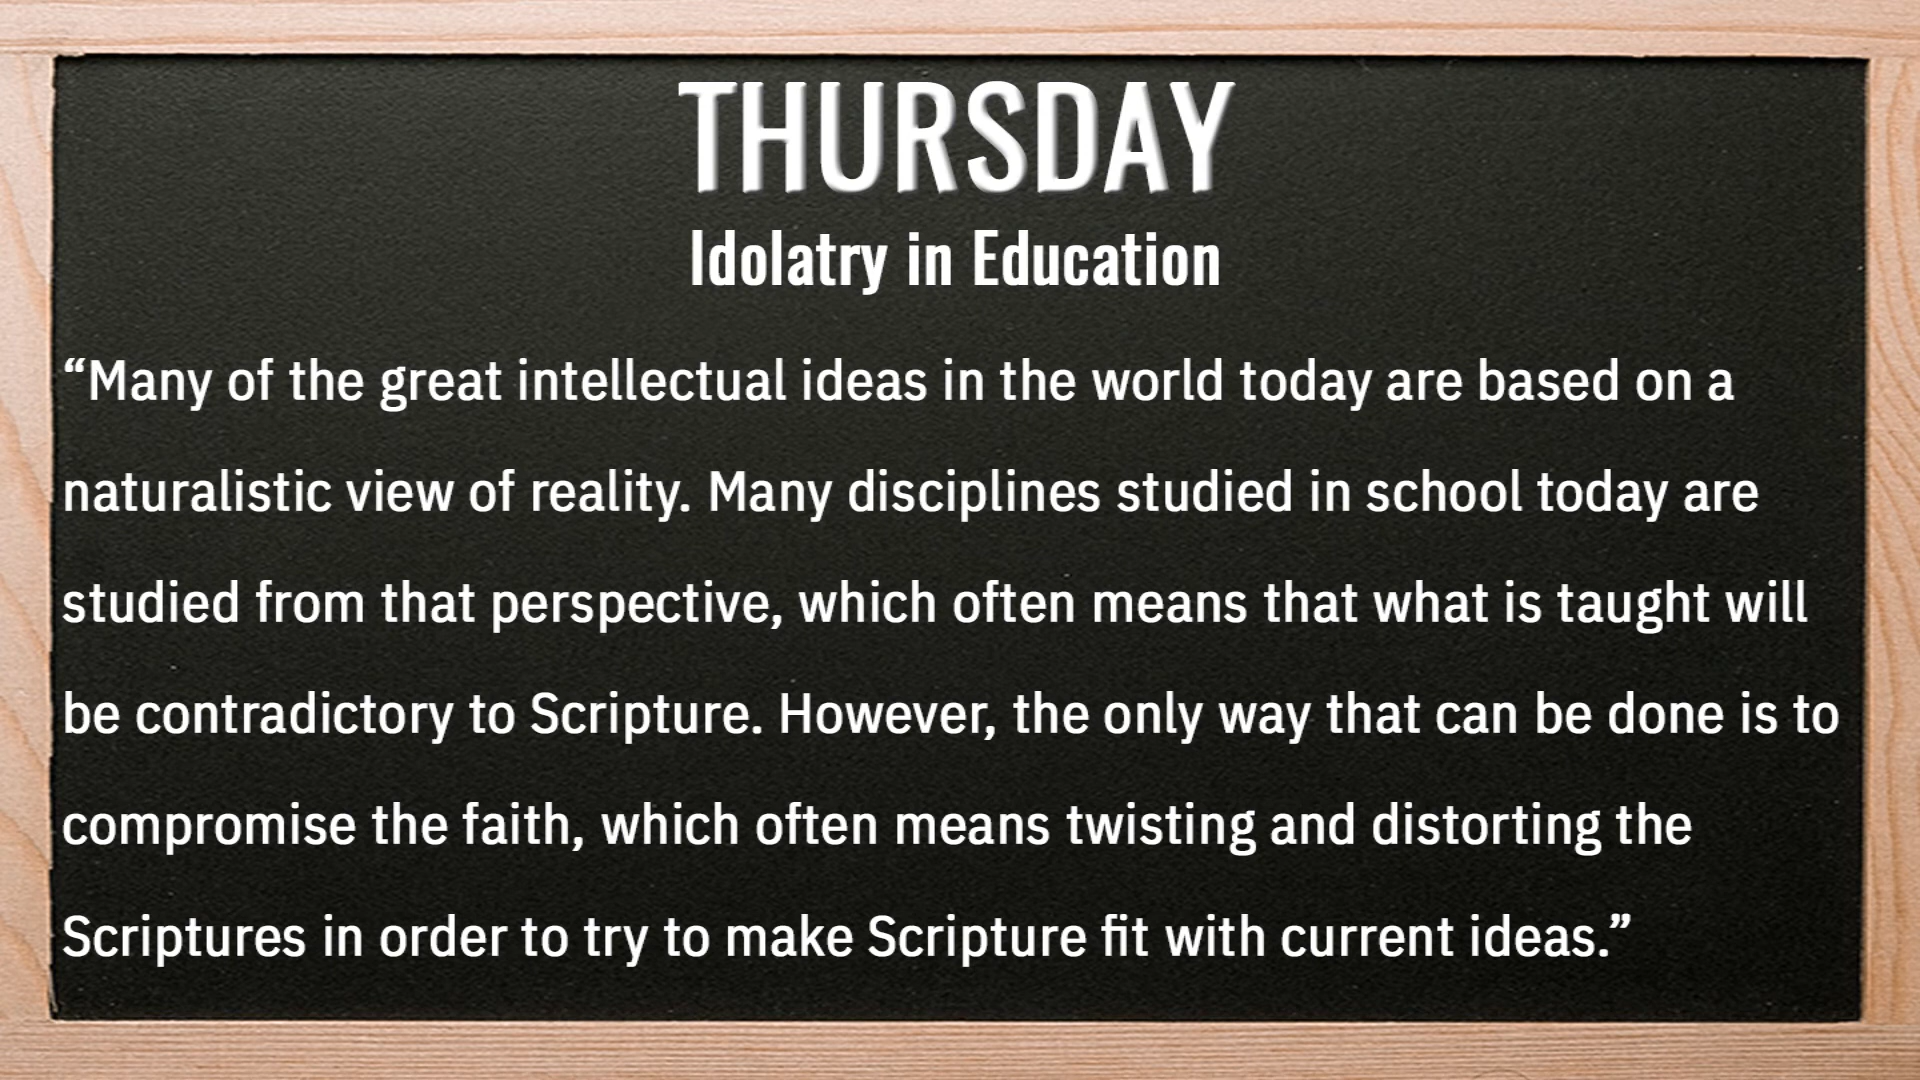 THURSDAY
Idolatry in Education
“Many of the great intellectual ideas in the world today are based on a
naturalistic view of reality. Many disciplines studied in school today are
studied from that perspective, which often means that what is taught will
be contradictory to Scripture. However, the only way that can be done is to
compromise the faith, which often means twisting and distorting the
Scriptures in order to try to make Scripture fit with current ideas.”